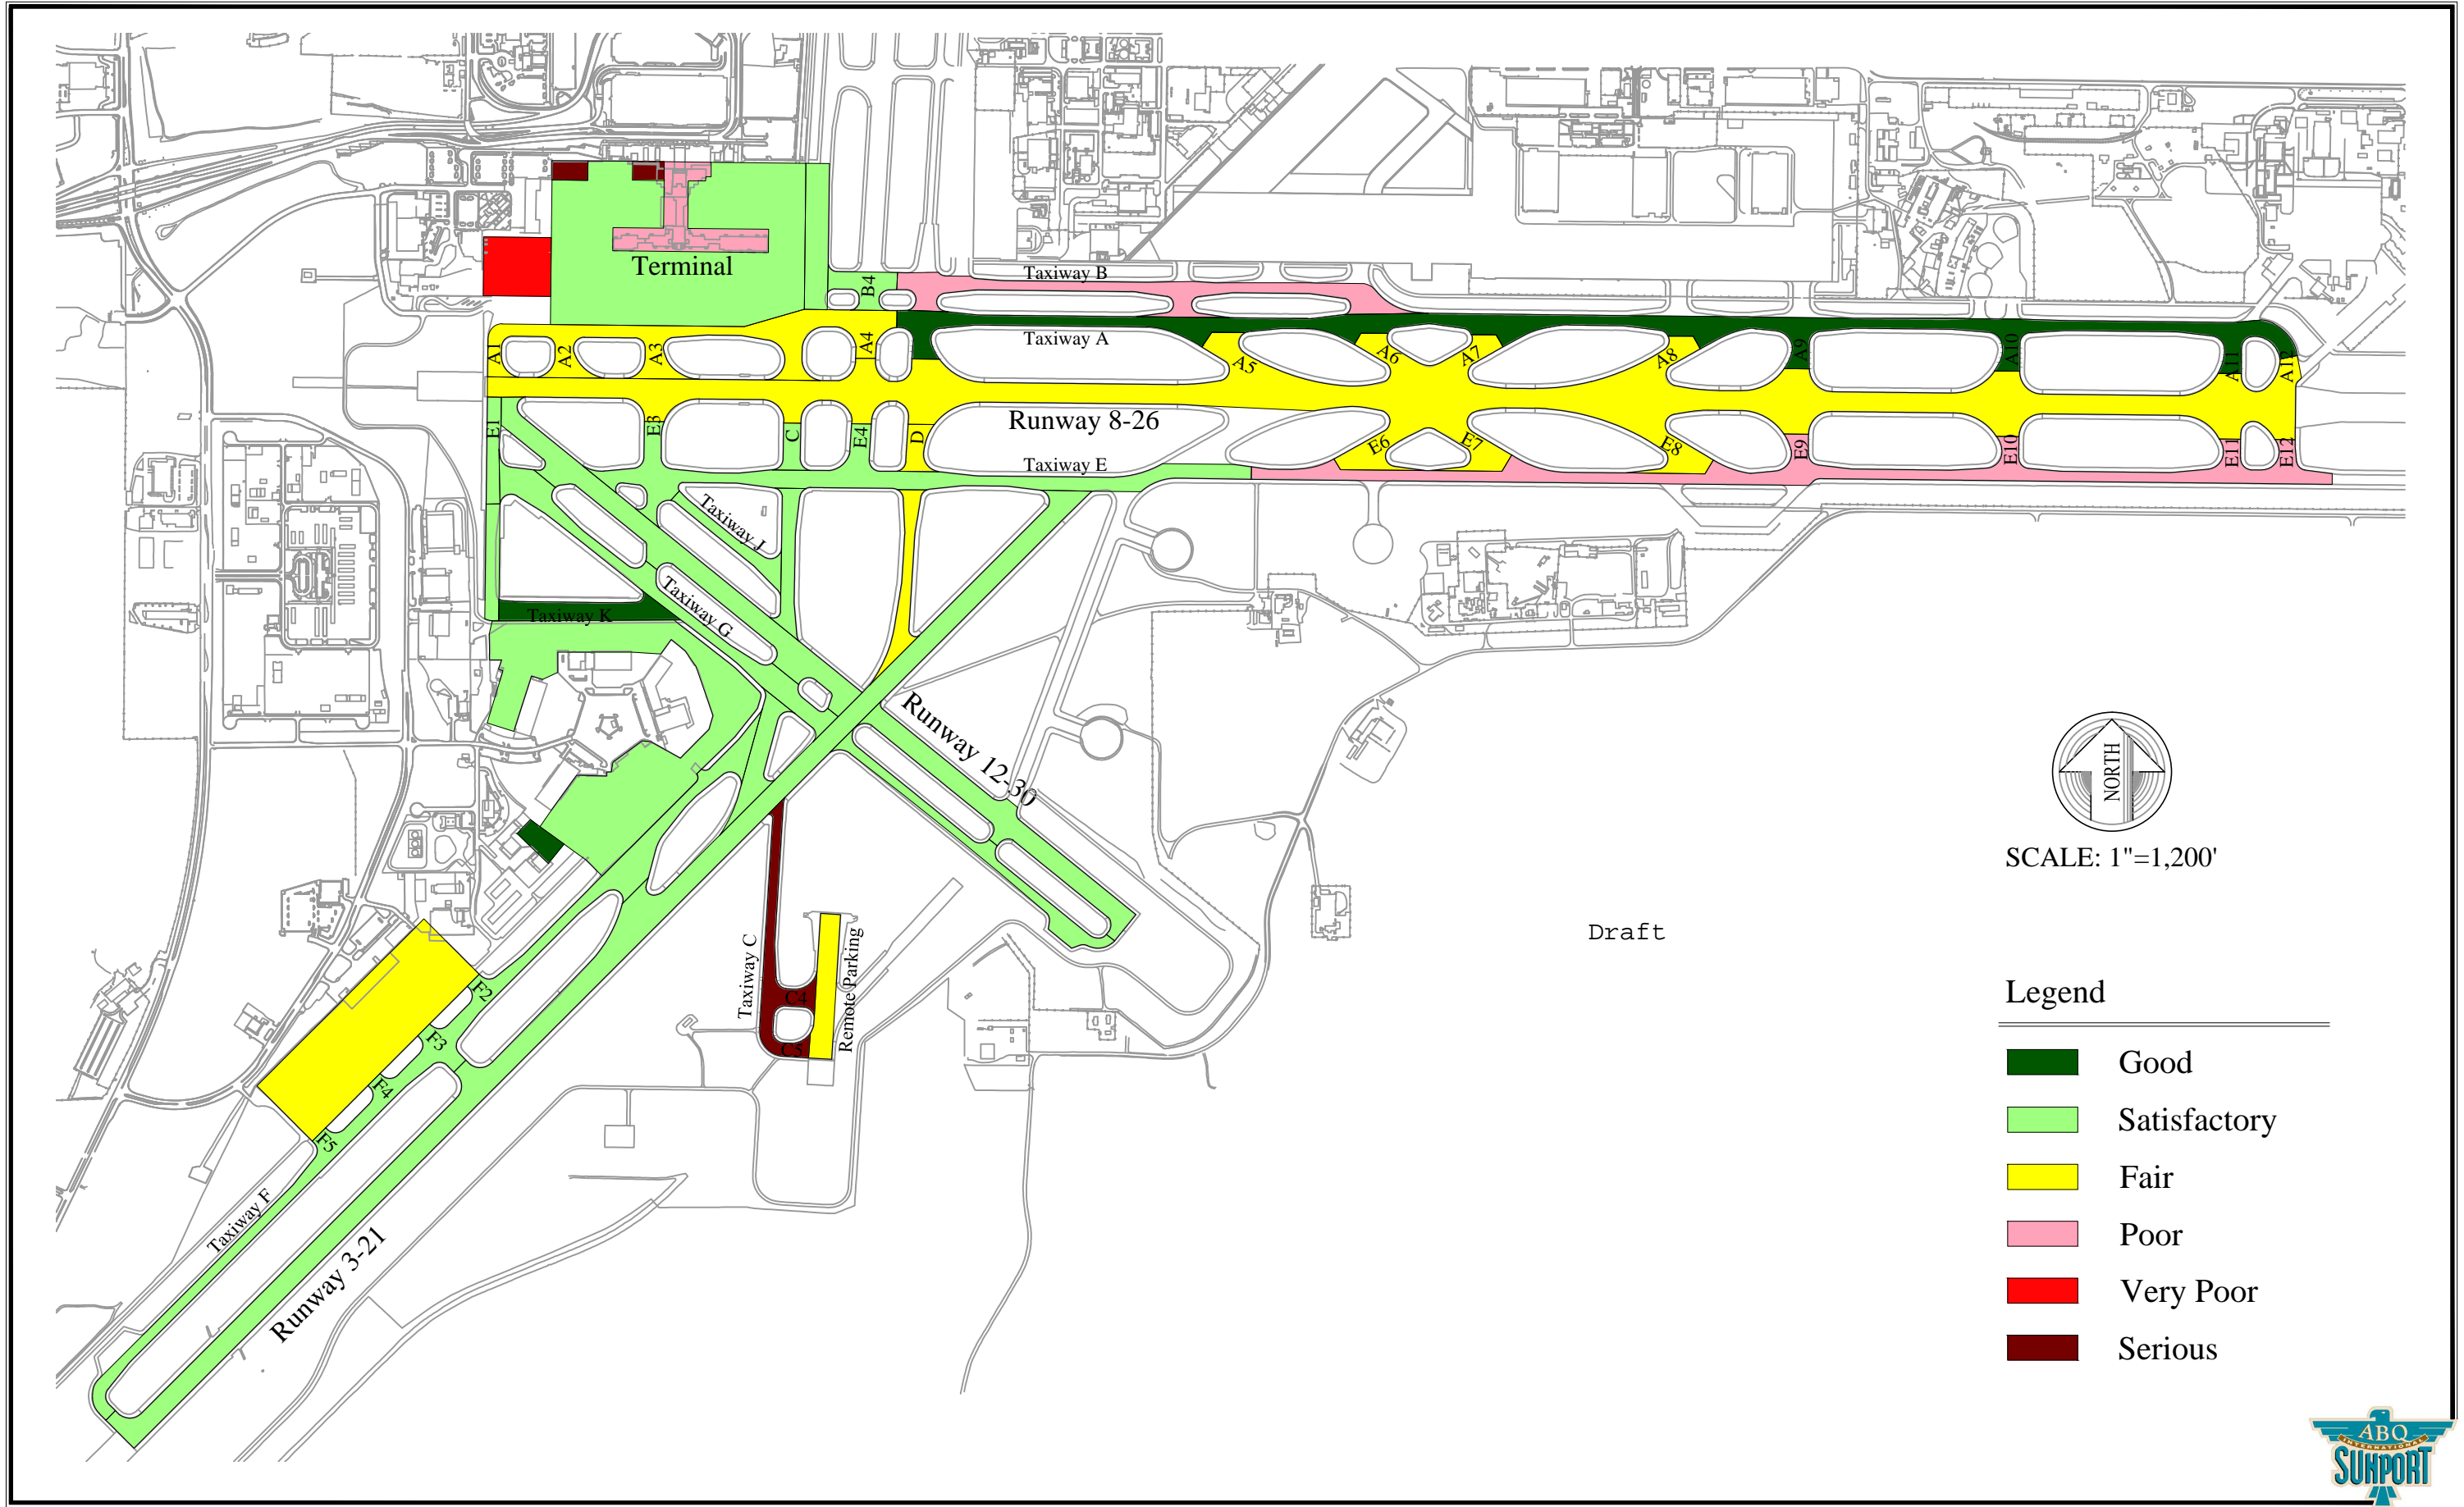 Terminal
B4
Taxiway B
Taxiway A
A1
A2
A3
A4
A5
A6
A7
A8
A9
A10
A11
A12
Runway 8-26
E1
E3
C
E4
D
E6
E7
E8
E9
E10
E11
E12
Taxiway E
Taxiway J
Taxiway K
Taxiway G
Runway 12-30
NORTH
SCALE: 1"=1,200'
Draft
Taxiway C
C4
C5
Remote Parking
F2
F3
F4
F5
Taxiway F
Runway 3-21
Legend
Good
Satisfactory
Fair
Poor
Very Poor
Serious
ABQ
INTERNATIONAL
SUNPORT